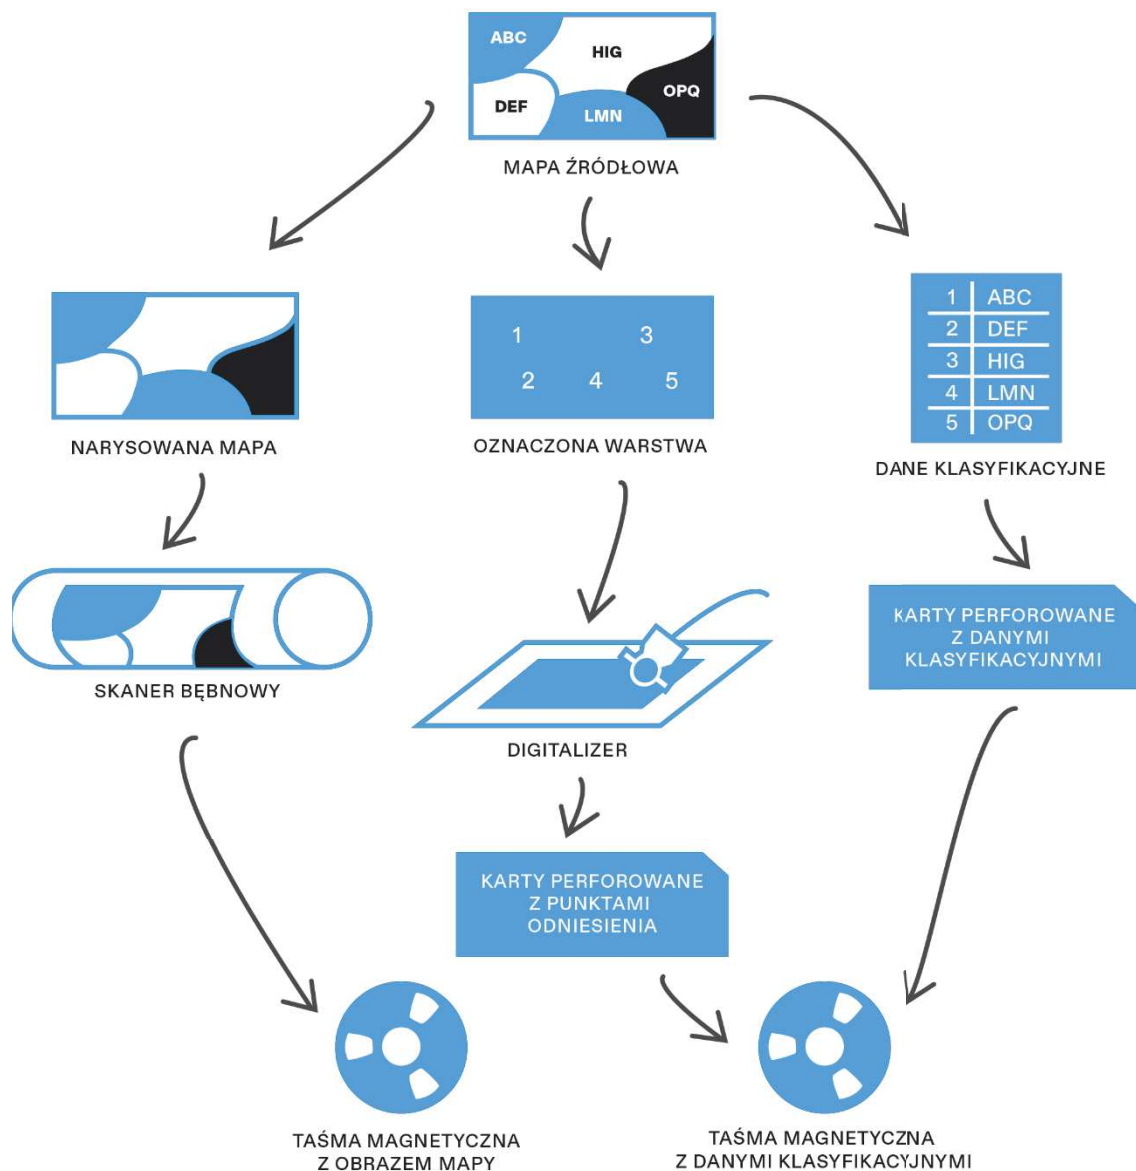 ABC
HIG
DEF
LMN
OPQ
MAPA ŹRÓDŁOWA
NARYSOWANA MAPA
1 3
2 4 5
OZNACZONA WARSTWA
1 ABC
2 DEF
3 HIG
4 LMN
5 OPQ
DANE KLASYFIKACYJNE
SKANER BĘBNOWY
DIGITALIZER
KARTY PERFOROWANE
Z DANYMI
KLASYFIKACYJNYMI
KARTY PERFOROWANE
Z PUNKTAMI
ODNIESIENIA
TAŚMA MAGNETYCZNA
Z OBRAZEM MAPY
TAŚMA MAGNETYCZNA
Z DANYMI KLASYFIKACYJNYMI